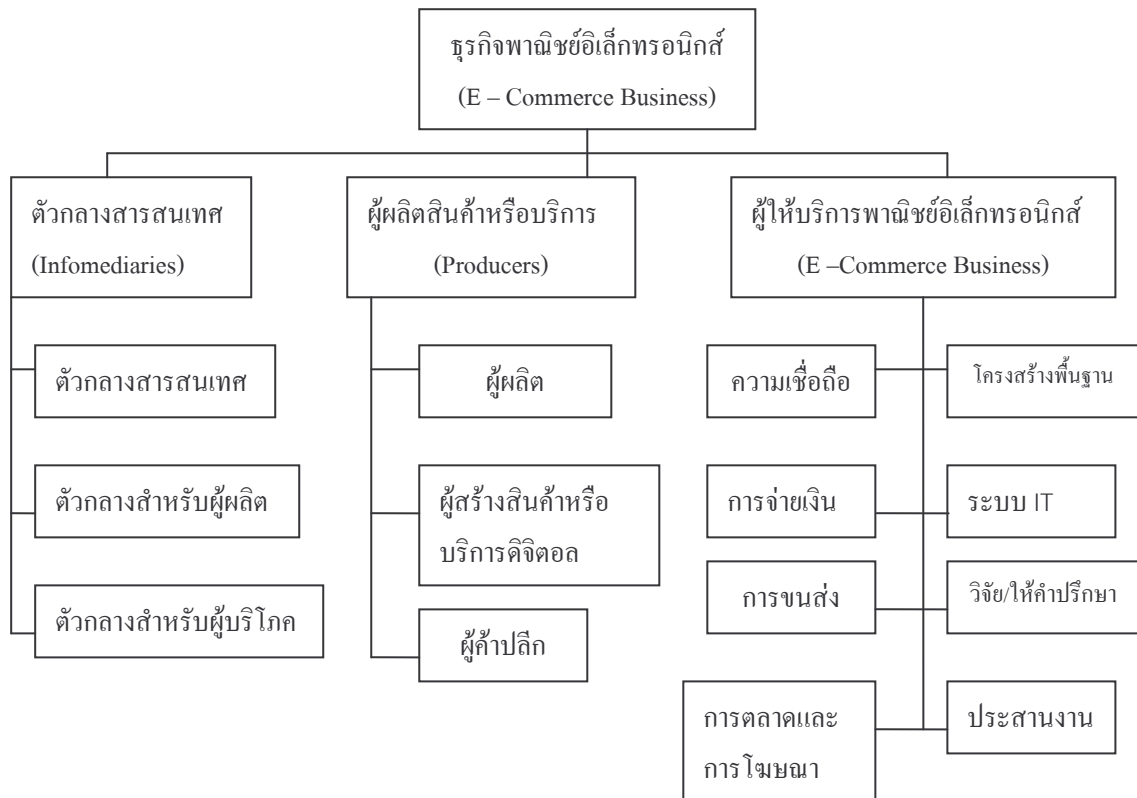 ธุรกิจพาณิชย์อิเล็กทรอนิกส์
(E – Commerce Business)
ตัวกลางสารสนเทศ
(Infomediaries)
ผู้ผลิตสินค้าหรือบริการ
(Producers)
ผู้ให้บริการพาณิชย์อิเล็กทรอนิกส์
(E –Commerce Business)
ตัวกลางสารสนเทศ
ตัวกลางสำหรับผู้ผลิต
ตัวกลางสำหรับผู้บริโภค
ผู้ผลิต
ผู้สร้างสินค้าหรือ
บริการดิจิตอล
ผู้ค้าปลีก
ความเชื่อถือ
โครงสร้างพื้นฐาน
การจ่ายเงิน
ระบบ IT
การขนส่ง
วิจัย/ให้คำปรึกษา
การตลาดและ
การโฆษณา
ประสานงาน